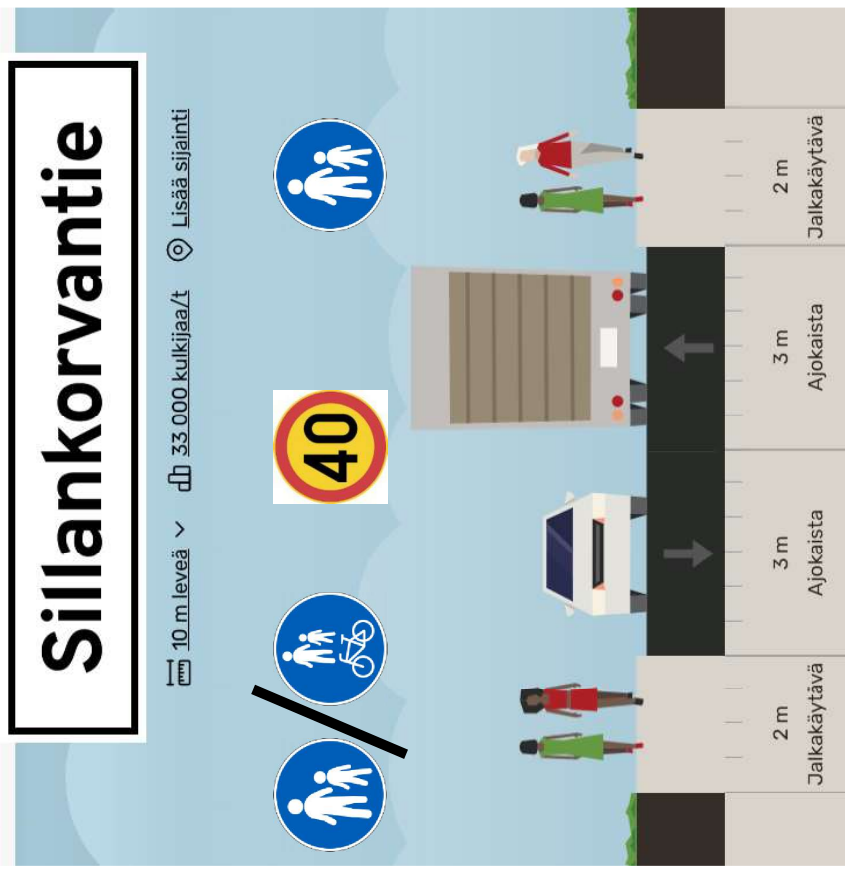 Sillankorvantie
10 m leveä 33 000 kulkijaa/t Lisää sijainti
40
2 m 3 m 3 m 2 m
Jalkakäytävä Ajokaista Ajokaista Jalkakäytävä